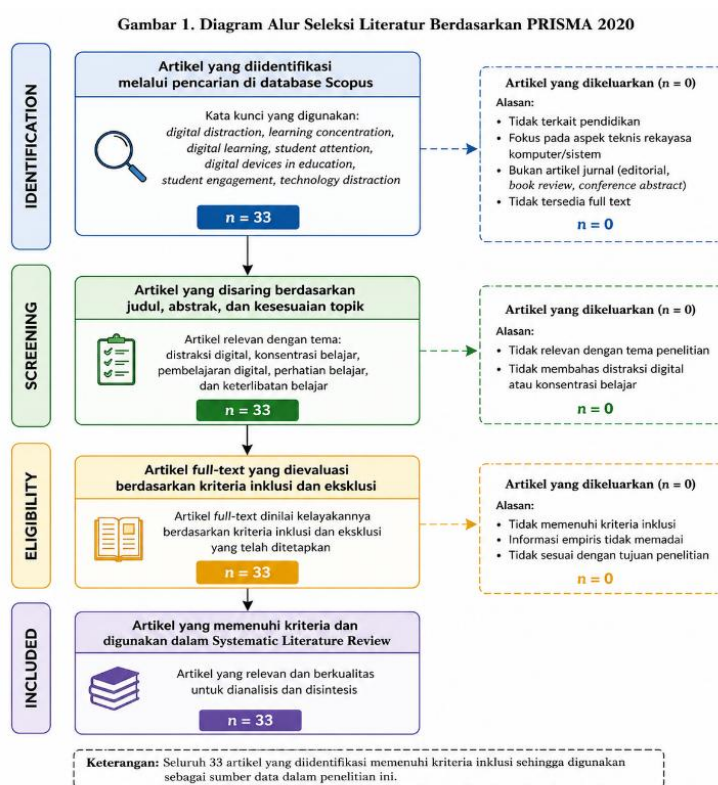 Gambar 1. Diagram Alur Seleksi Literatur Berdasarkan PRISMA 2020
IDENTIFICATION
Artikel yang diidentifikasi
melalui pencarian di database Scopus
Kata kunci yang digunakan:
digital distraction, learning concentration,
digital learning, student attention,
digital devices in education,
student engagement, technology distraction
n = 33
Artikel yang dikeluarkan (n = 0)
Alasan:
• Tidak terkait pendidikan
• Fokus pada aspek teknis rekayasa
komputer/sistem
• Bukan artikel jurnal (editorial,
book review, conference abstract)
• Tidak tersedia full text
n = 0
SCREENING
Artikel yang disaring berdasarkan
judul, abstrak, dan kesesuaian topik
Artikel relevan dengan tema:
distraksi digital, konsentrasi belajar,
pembelajaran digital, perhatian belajar,
dan keterlibatan belajar
n = 33
Artikel yang dikeluarkan (n = 0)
Alasan:
• Tidak relevan dengan tema penelitian
• Tidak membahas distraksi digital
atau konsentrasi belajar
n = 0
ELIGIBILITY
Artikel full-text yang dievaluasi
berdasarkan kriteria inklusi dan eksklusi
Artikel full-text dinilai kelayakannya
berdasarkan kriteria inklusi dan eksklusi
yang telah ditetapkan
n = 33
Artikel yang dikeluarkan (n = 0)
Alasan:
• Tidak memenuhi kriteria inklusi
• Informasi empiris tidak memadai
• Tidak sesuai dengan tujuan penelitian
n = 0
INCLUDED
Artikel yang memenuhi kriteria dan
digunakan dalam Systematic Literature Review
Artikel yang relevan dan berkualitas
untuk dianalisis dan disintesis
n = 33
Keterangan: Seluruh 33 artikel yang diidentifikasi memenuhi kriteria inklusi sehingga digunakan
sebagai sumber data dalam penelitian ini.